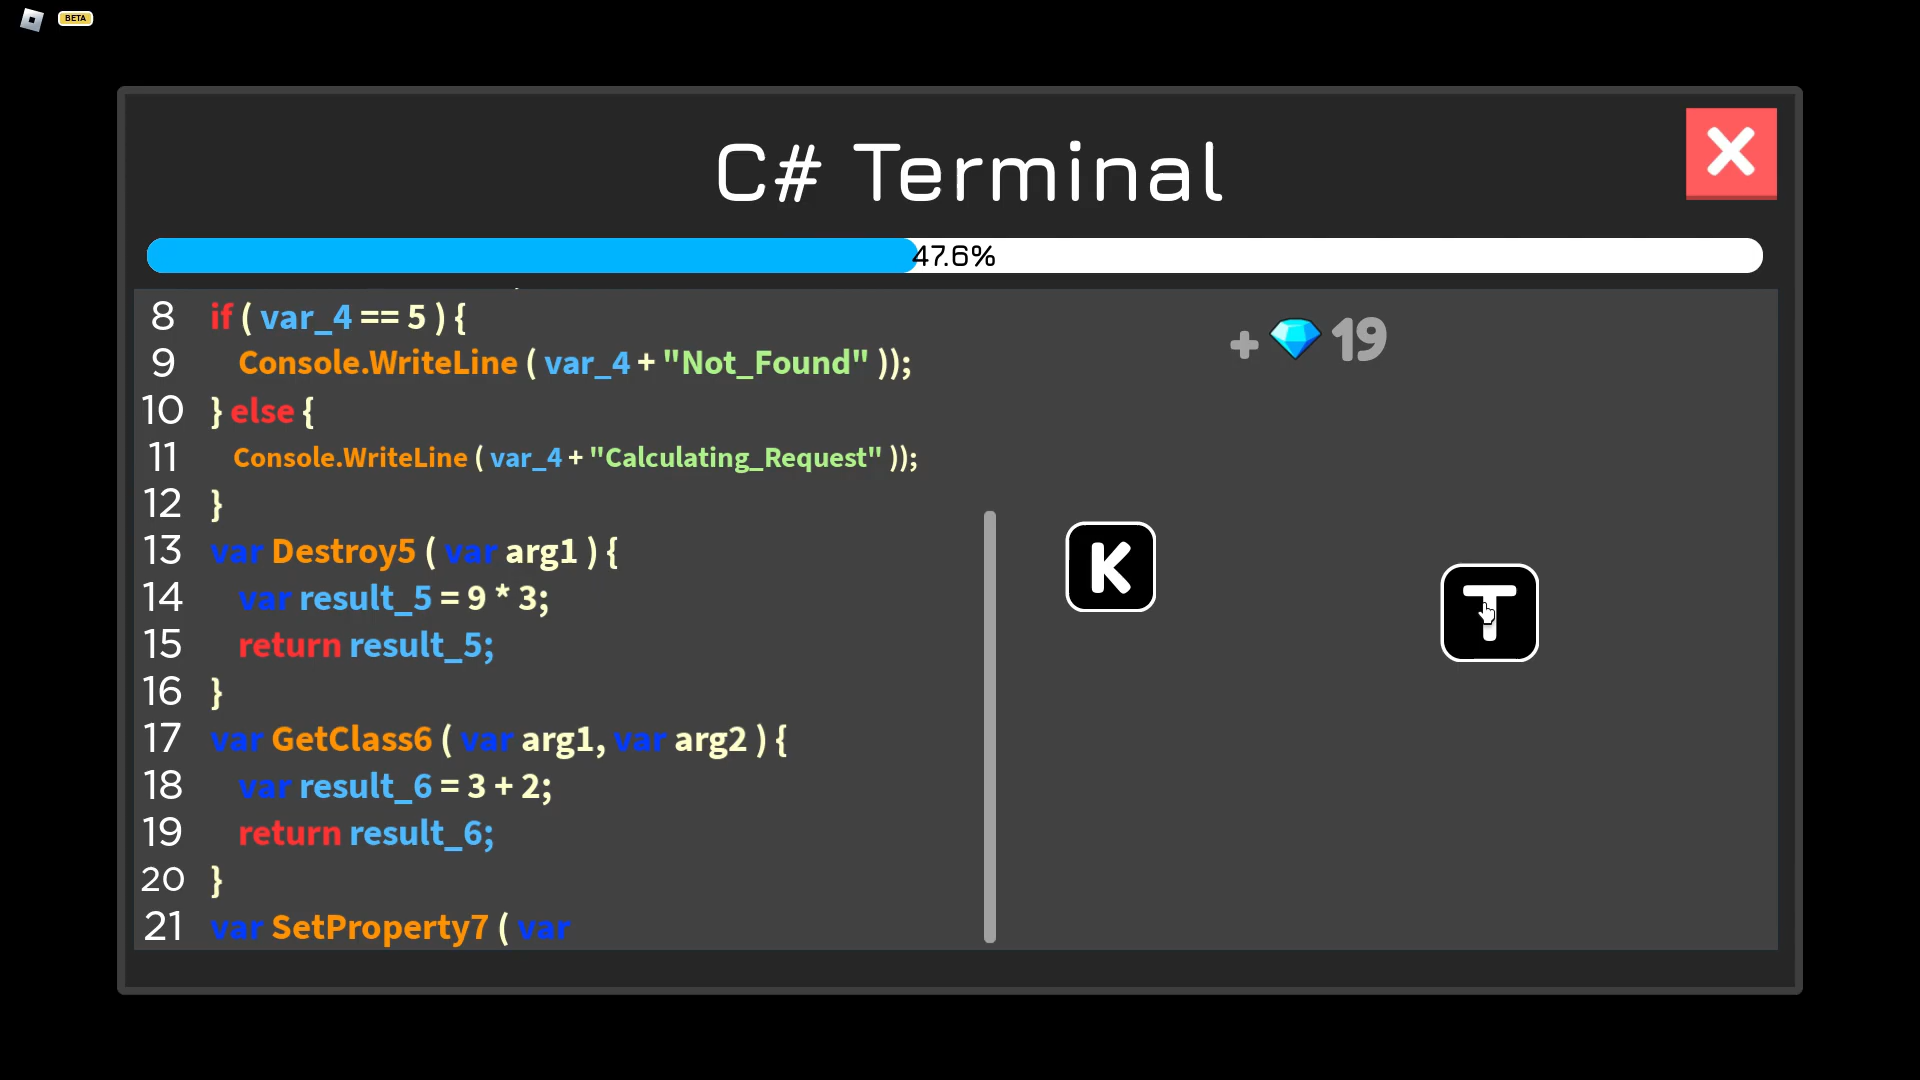 BETA
C# Terminal
47.6%
8 if ( var_4 == 5 ) {
9 Console.WriteLine ( var_4 + "Not_Found" ));
10 } else {
11 Console.WriteLine ( var_4 + "Calculating_Request" ));
12 }
13 var Destroy5 ( var arg1 ) {
14 var result_5 = 9 * 3;
15 return result_5;
16 }
17 var GetClass6 ( var arg1, var arg2 ) {
18 var result_6 = 3 + 2;
19 return result_6;
20 }
21 var SetProperty7 ( var
+ 19
K
T